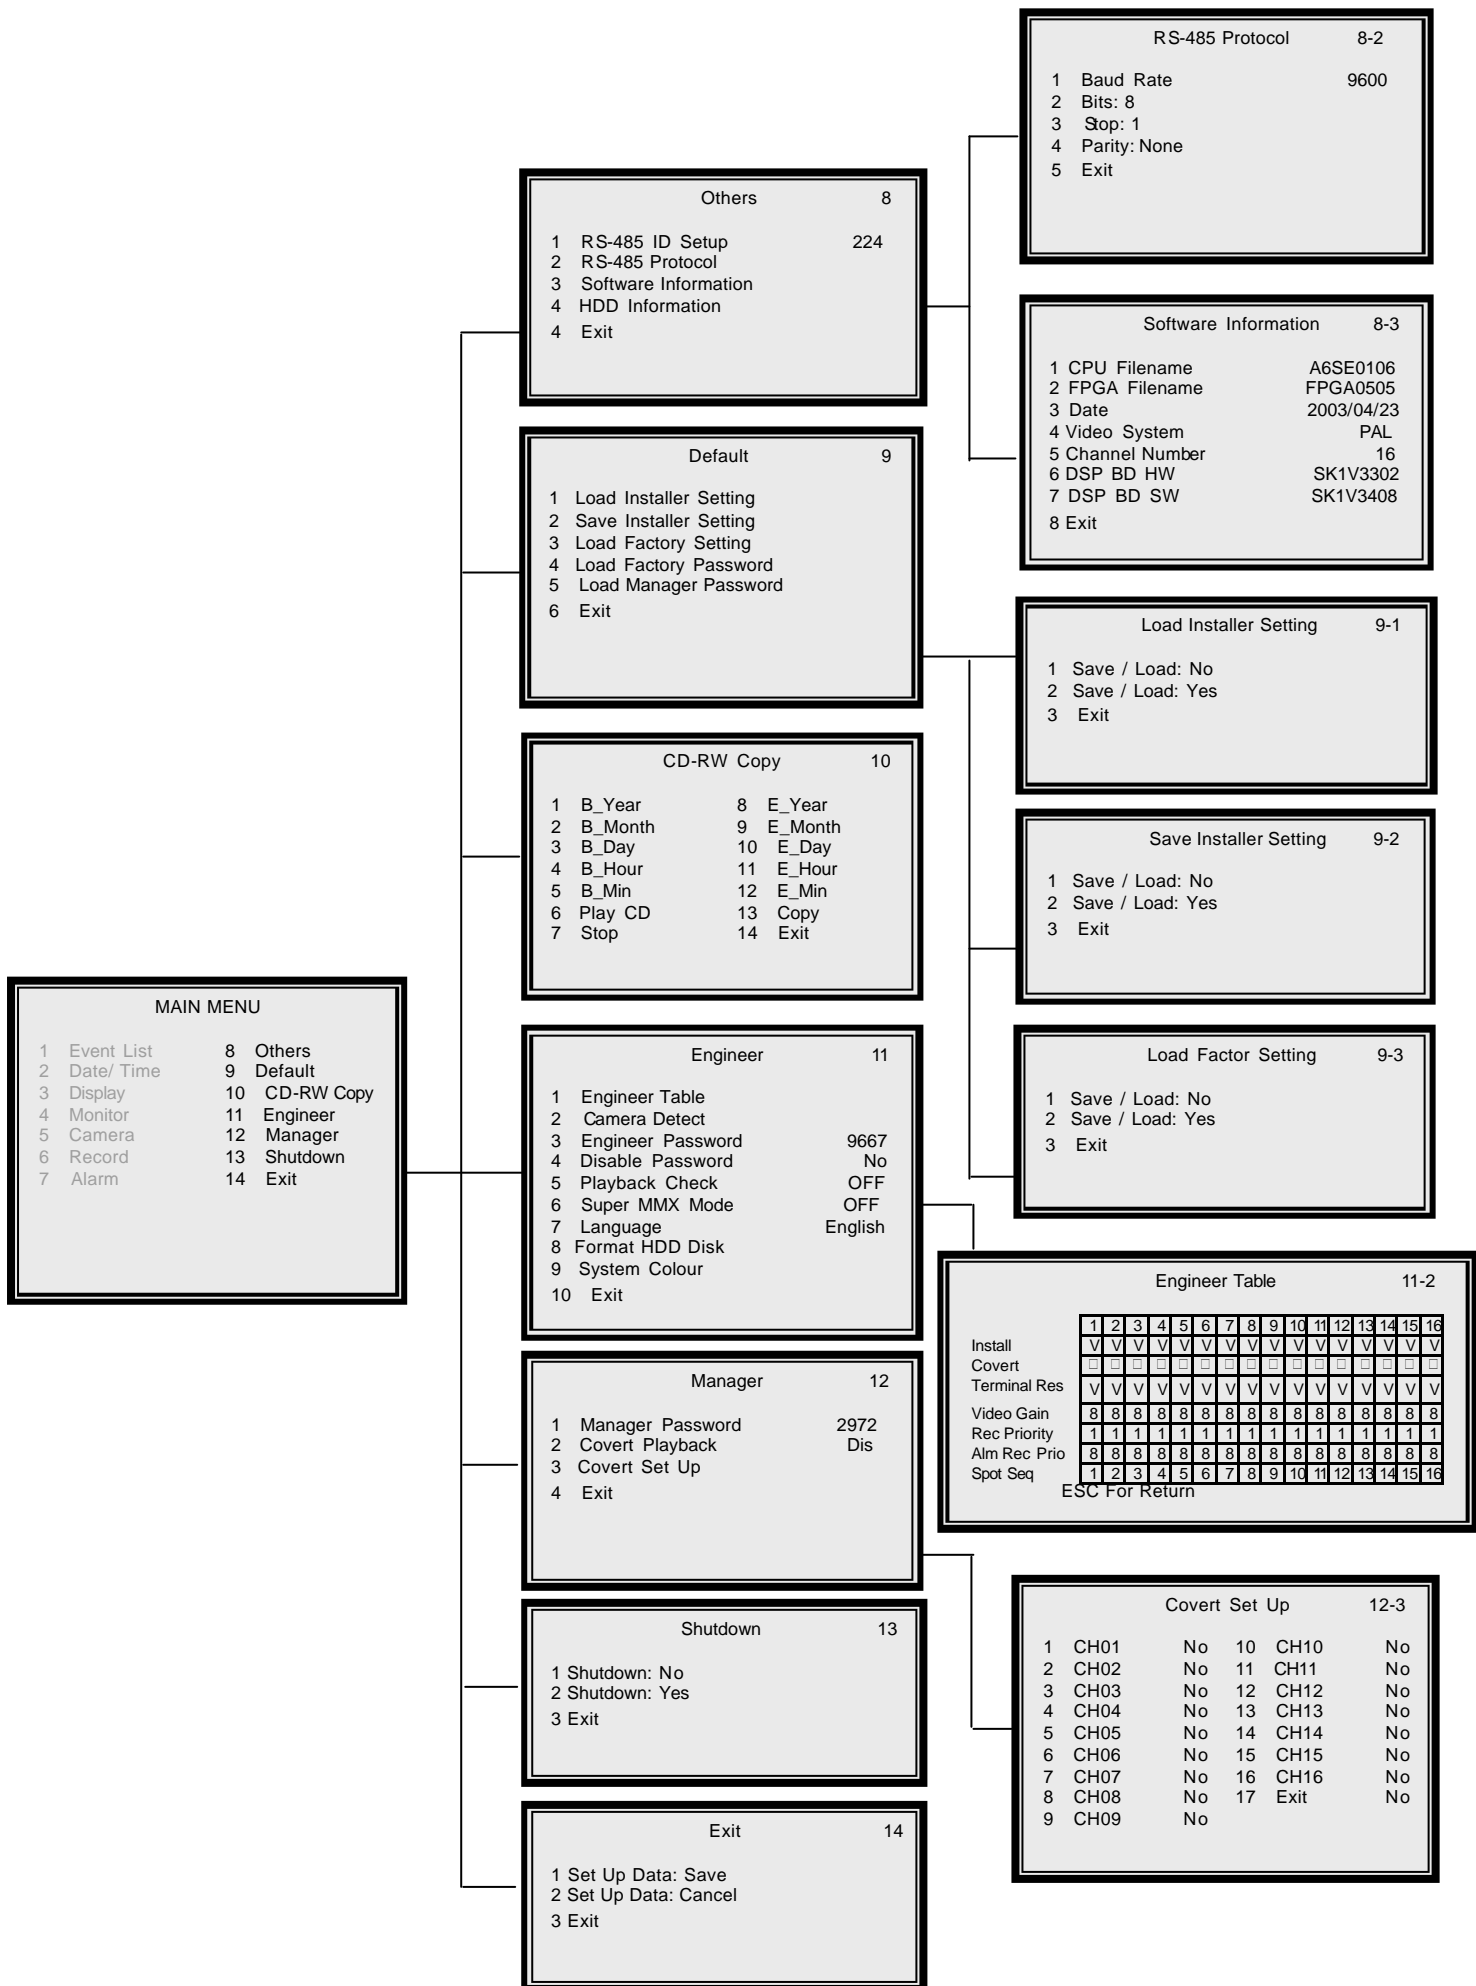 RS-485 Protocol 8-2
1 Baud Rate 9600
2 Bits: 8
3 Stop: 1
4 Parity: None
5 Exit
Others 8
1 RS-485 ID Setup 224
2 RS-485 Protocol
3 Software Information
4 HDD Information
4 Exit
Software Information 8-3
1 CPU Filename A6SE0106
2 FPGA Filename FPGA0505
3 Date 2003/04/23
4 Video System PAL
5 Channel Number 16
6 DSP BD HW SK1V3302
7 DSP BD SW SK1V3408
8 Exit
Default 9
1 Load Installer Setting
2 Save Installer Setting
3 Load Factory Setting
4 Load Factory Password
5 Load Manager Password
6 Exit
Load Installer Setting 9-1
1 Save / Load: No
2 Save / Load: Yes
3 Exit
CD-RW Copy 10
1 B_Year 8 E_Year
2 B_Month 9 E_Month
3 B_Day 10 E_Day
4 B_Hour 11 E_Hour
5 B_Min 12 E_Min
6 Play CD 13 Copy
7 Stop 14 Exit
Save Installer Setting 9-2
1 Save / Load: No
2 Save / Load: Yes
3 Exit
MAIN MENU
1 Event List 8 Others
2 Date/ Time 9 Default
3 Display 10 CD-RW Copy
4 Monitor 11 Engineer
5 Camera 12 Manager
6 Record 13 Shutdown
7 Alarm 14 Exit
Engineer 11
1 Engineer Table
2 Camera Detect
3 Engineer Password 9667
4 Disable Password No
5 Playback Check OFF
6 Super MMX Mode OFF
7 Language English
8 Format HDD Disk
9 System Colour
10 Exit
Load Factor Setting 9-3
1 Save / Load: No
2 Save / Load: Yes
3 Exit
Engineer Table 11-2
1 2 3 4 5 6 7 8 9 10 11 12 13 14 15 16
Install V V V V V V V V V V V V V V V V
Covert □ □ □ □ □ □ □ □ □ □ □ □ □ □ □ □
Terminal Res V V V V V V V V V V V V V V V V
Video Gain 8 8 8 8 8 8 8 8 8 8 8 8 8 8 8 8
Rec Priority 1 1 1 1 1 1 1 1 1 1 1 1 1 1 1 1
Alm Rec Prio 8 8 8 8 8 8 8 8 8 8 8 8 8 8 8 8
Spot Seq 1 2 3 4 5 6 7 8 9 10 11 12 13 14 15 16
ESC For Return
Manager 12
1 Manager Password 2972
2 Covert Playback Dis
3 Covert Set Up
4 Exit
Covert Set Up 12-3
1 CH01 No 10 CH10 No
2 CH02 No 11 CH11 No
3 CH03 No 12 CH12 No
4 CH04 No 13 CH13 No
5 CH05 No 14 CH14 No
6 CH06 No 15 CH15 No
7 CH07 No 16 CH16 No
8 CH08 No 17 Exit No
9 CH09 No
Shutdown 13
1 Shutdown: No
2 Shutdown: Yes
3 Exit
Exit 14
1 Set Up Data: Save
2 Set Up Data: Cancel
3 Exit